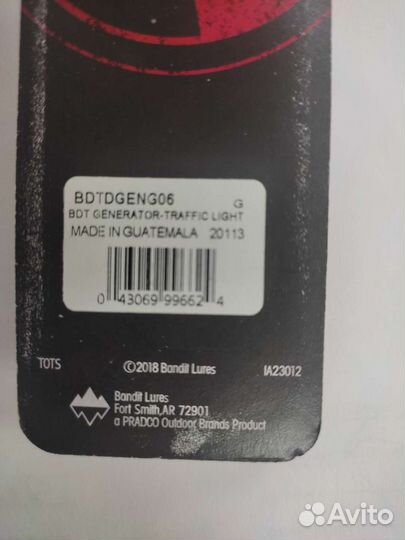 BDTDGENG06 G
BDT GENERATOR-TRAFFIC LIGHT
MADE IN GUATEMALA 20113
0 43069 99662 4
TOTS ©2018 Bandit Lures IA23012
Bandit Lures
Fort Smith, AR 72901
a PRADCO Outdoor Brands Product
Avito